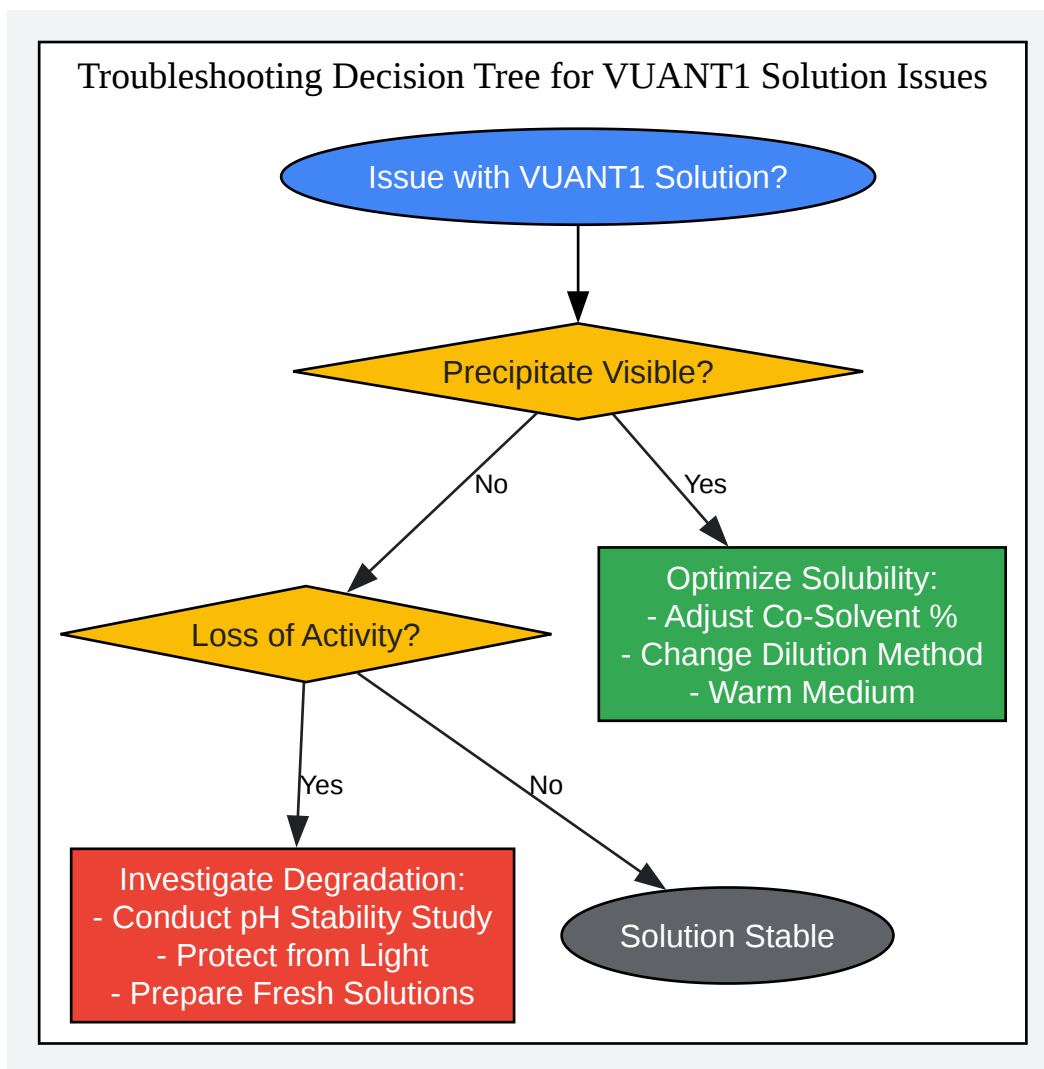 Troubleshooting Decision Tree for VUANT1 Solution Issues
Issue with VUANT1 Solution?
Precipitate Visible?
No
Yes
Optimize Solubility:
- Adjust Co-Solvent %
- Change Dilution Method
- Warm Medium
Loss of Activity?
Yes
No
Investigate Degradation:
- Conduct pH Stability Study
- Protect from Light
- Prepare Fresh Solutions
Solution Stable